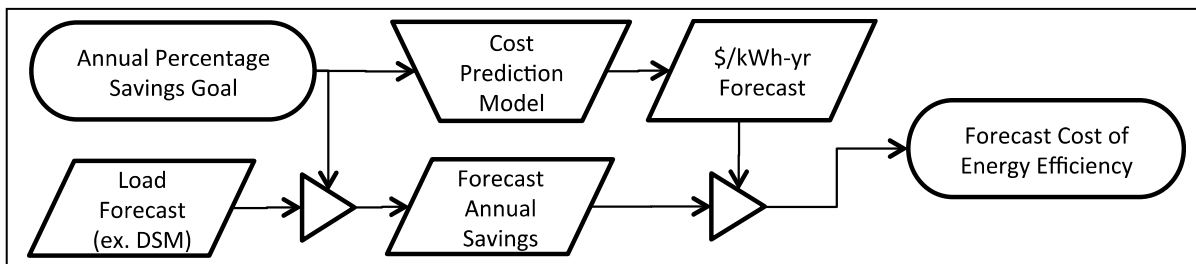 Annual Percentage
Savings Goal
Cost
Prediction
Model
$/kWh-yr
Forecast
Load
Forecast
(ex. DSM)
Forecast
Annual
Savings
Forecast Cost of
Energy Efficiency